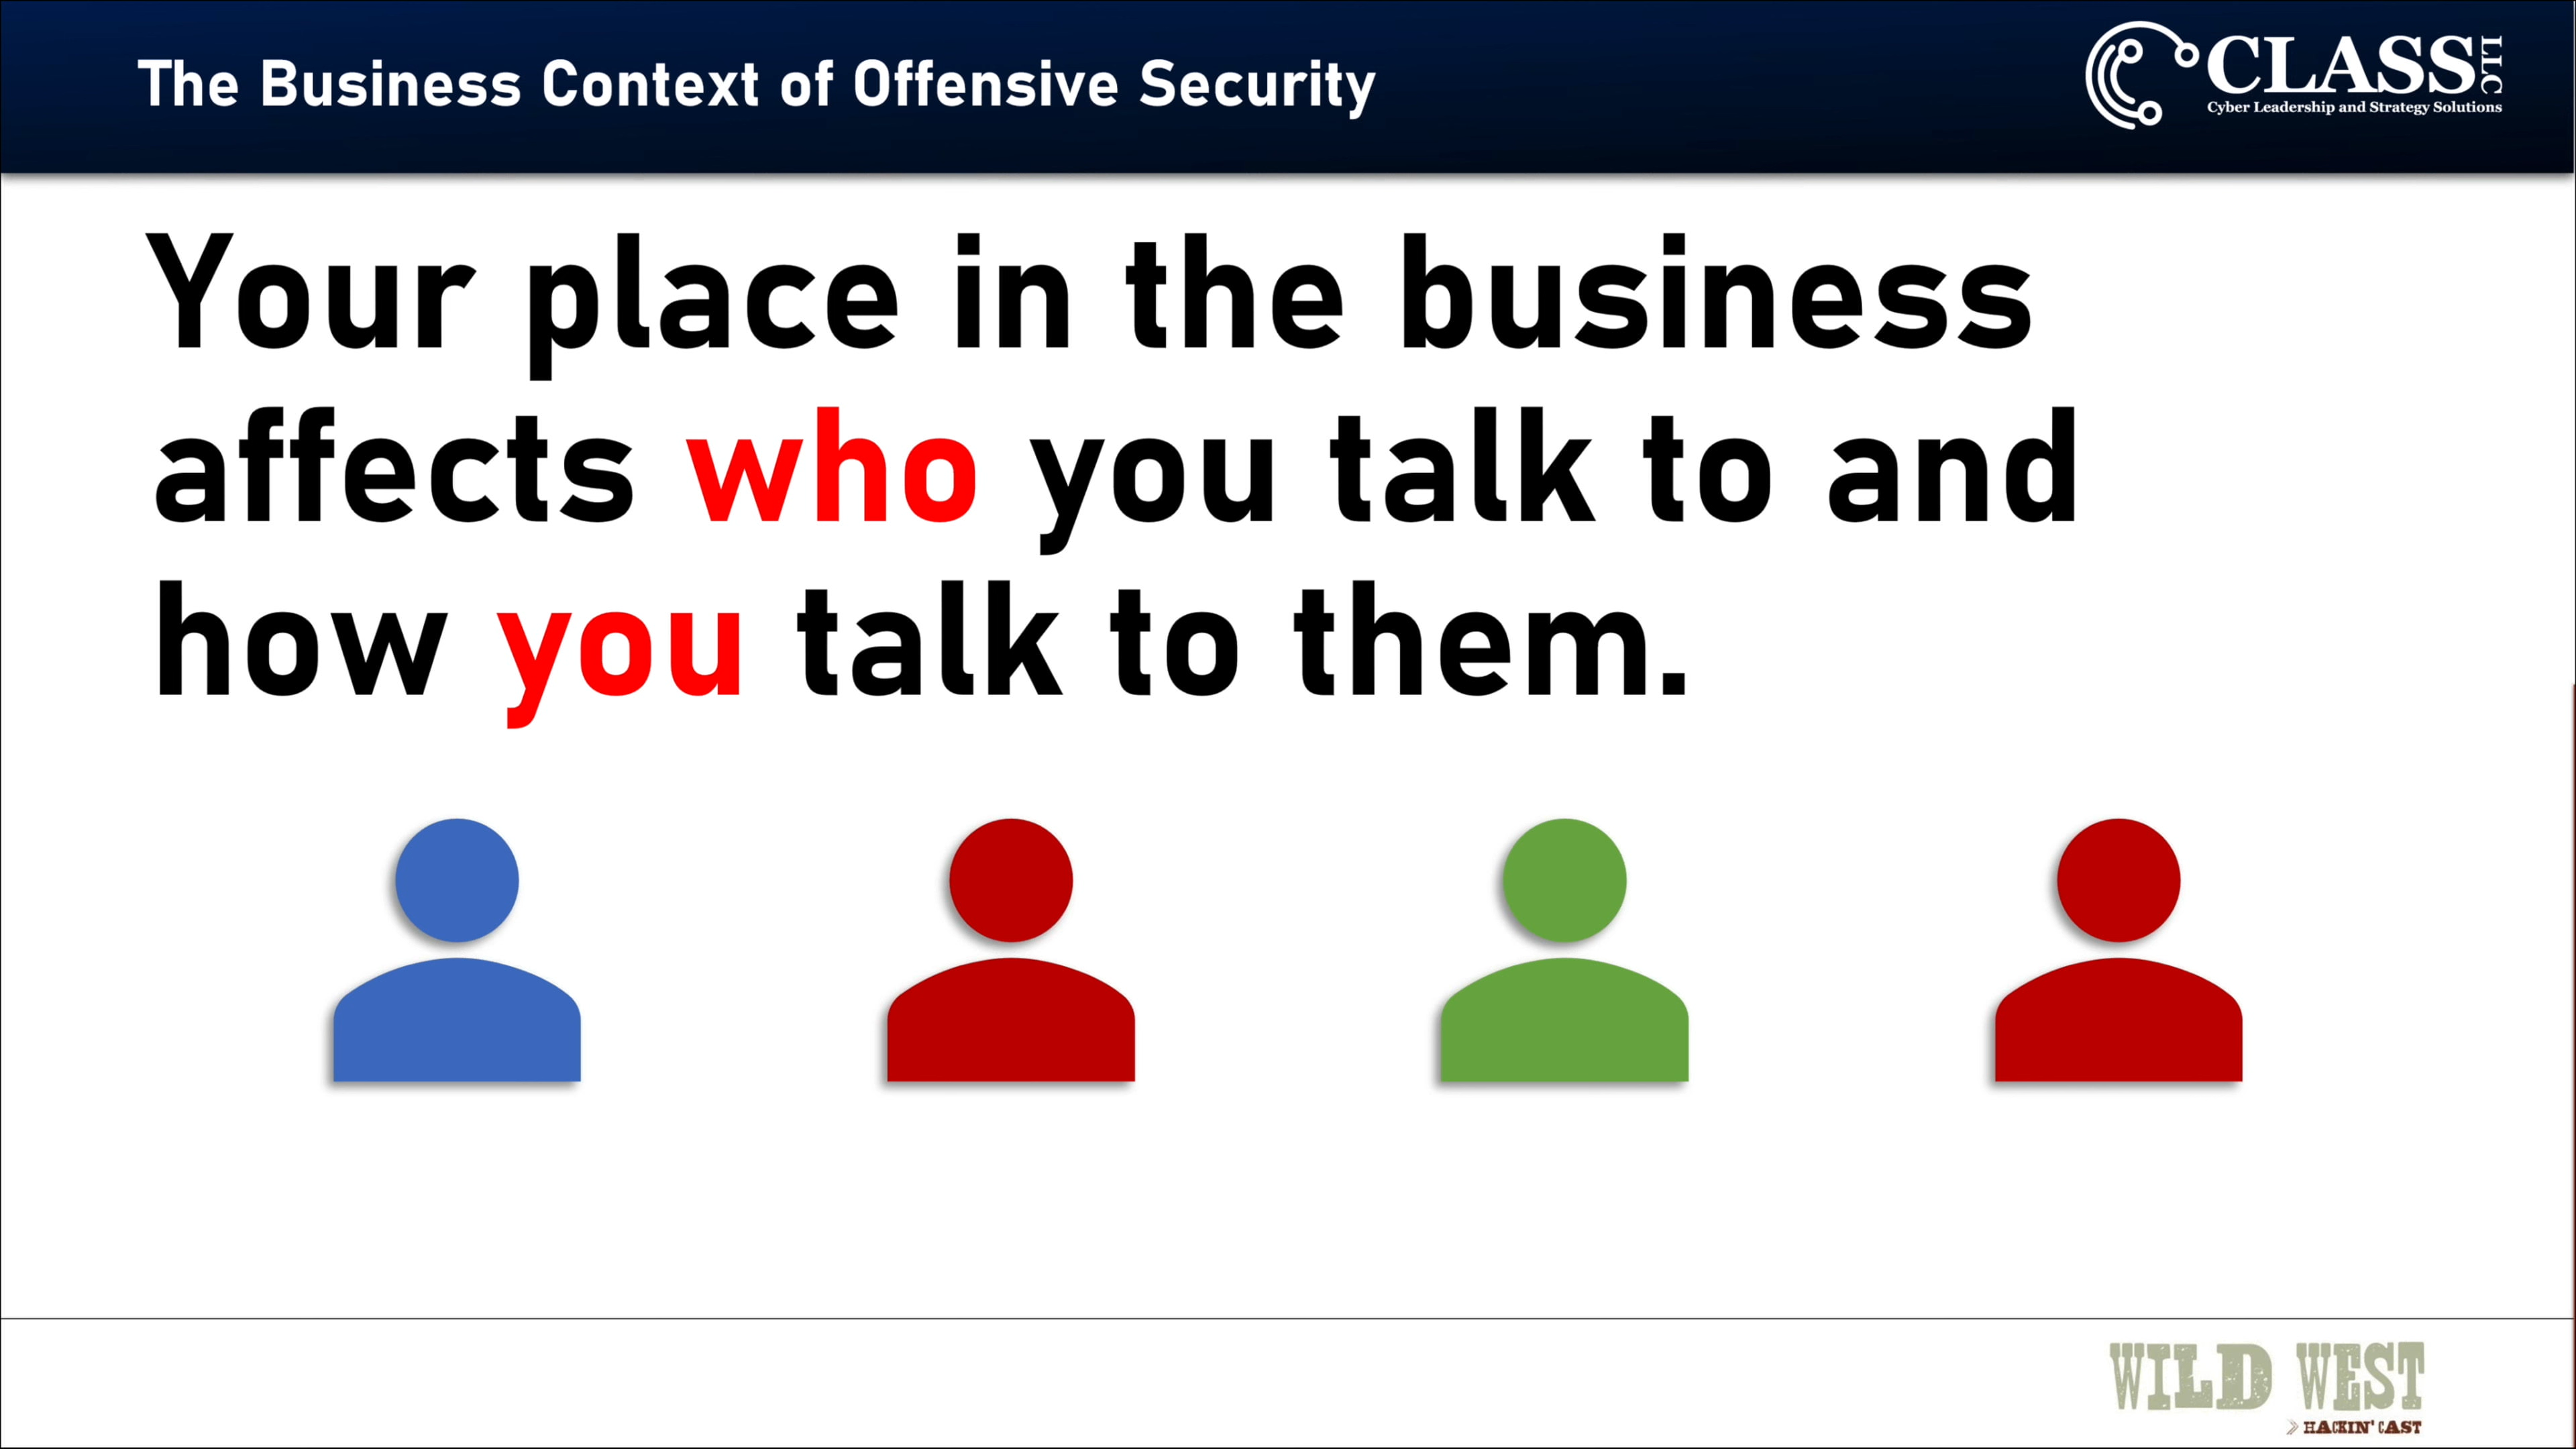 The Business Context of Offensive Security
CLASS LLC
Cyber Leadership and Strategy Solutions
Your place in the business
affects who you talk to and
how you talk to them.
WILD WEST
HACKIN' CAST